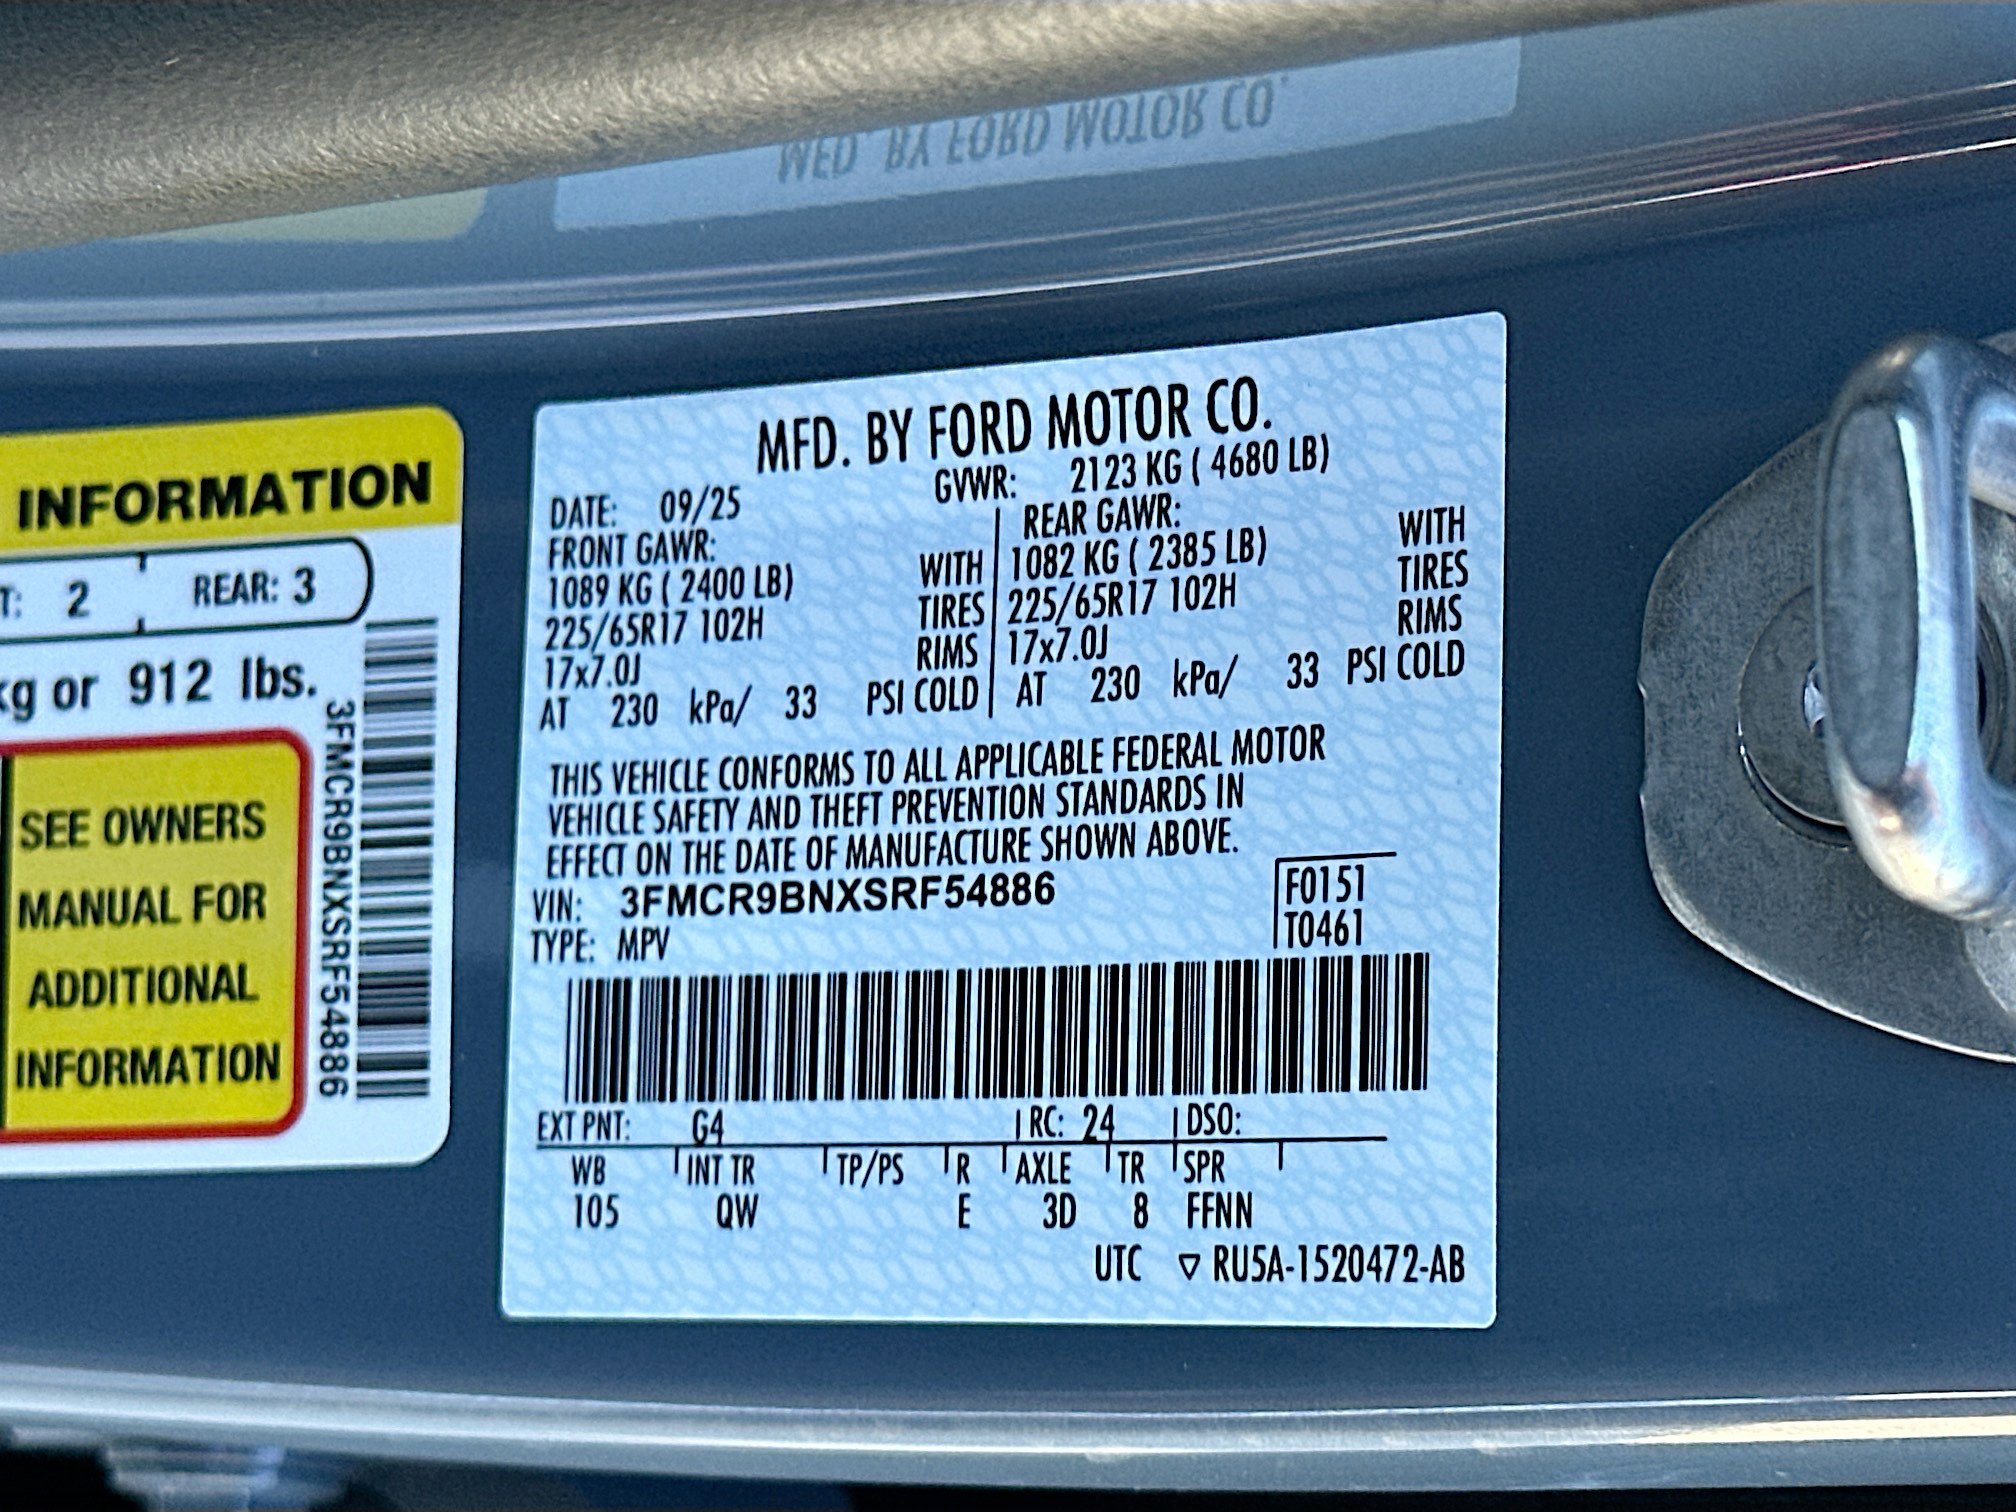 MFD. BY FORD MOTOR CO.
INFORMATION
T: 2 REAR: 3
kg or 912 lbs.
SEE OWNERS
MANUAL FOR
ADDITIONAL
INFORMATION
3FMCR9BNXSRF54886
MFD. BY FORD MOTOR CO.
DATE: 09/25 GVWR: 2123 KG ( 4680 LB)
FRONT GAWR: REAR GAWR:
1089 KG ( 2400 LB) WITH 1082 KG ( 2385 LB) WITH
225/65R17 102H TIRES 225/65R17 102H TIRES
17x7.0J RIMS 17x7.0J RIMS
AT 230 kPa/ 33 PSI COLD AT 230 kPa/ 33 PSI COLD
THIS VEHICLE CONFORMS TO ALL APPLICABLE FEDERAL MOTOR
VEHICLE SAFETY AND THEFT PREVENTION STANDARDS IN
EFFECT ON THE DATE OF MANUFACTURE SHOWN ABOVE.
VIN: 3FMCR9BNXSRF54886 F0151
TYPE: MPV T0461
EXT PNT: G4 RC: 24 DSO:
WB INT TR TP/PS R AXLE TR SPR
105 QW E 3D 8 FFNN
UTC ▽ RU5A-1520472-AB